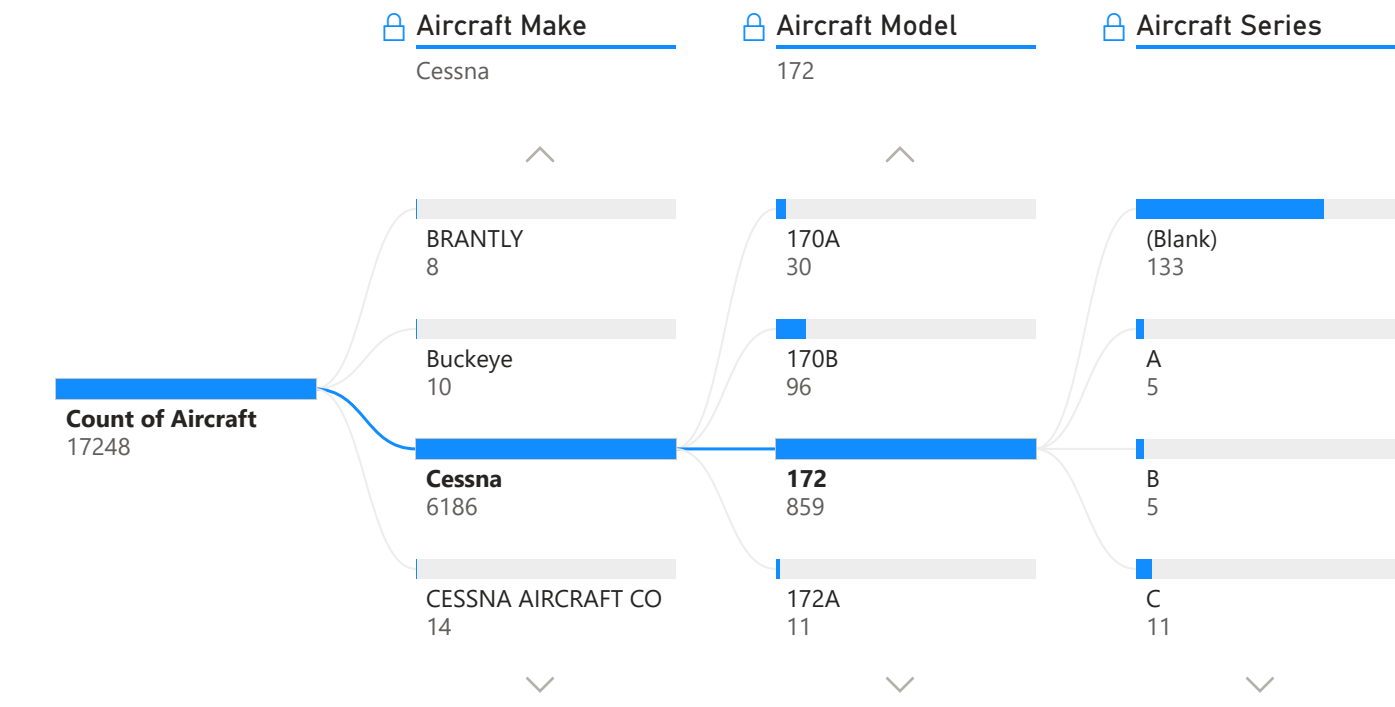 Aircraft Make
Cessna
Aircraft Model
172
Aircraft Series
Count of Aircraft
17248
BRANTLY
8
Buckeye
10
Cessna
6186
CESSNA AIRCRAFT CO
14
170A
30
170B
96
172
859
172A
11
(Blank)
133
A
5
B
5
C
11